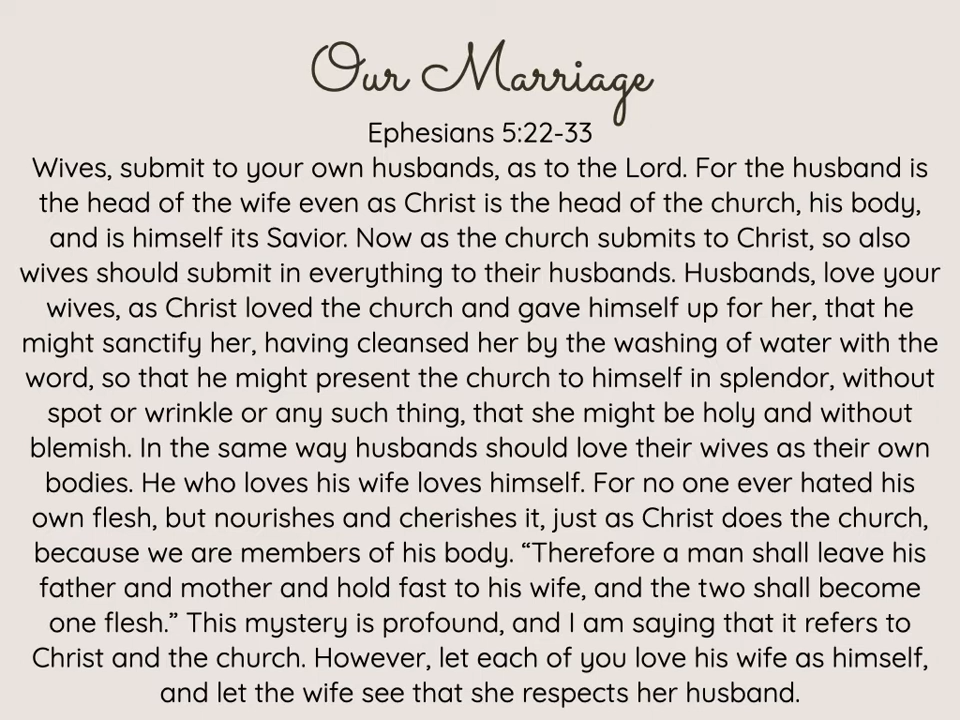 Our Marriage
Ephesians 5:22-33
Wives, submit to your own husbands, as to the Lord. For the husband is
the head of the wife even as Christ is the head of the church, his body,
and is himself its Savior. Now as the church submits to Christ, so also
wives should submit in everything to their husbands. Husbands, love your
wives, as Christ loved the church and gave himself up for her, that he
might sanctify her, having cleansed her by the washing of water with the
word, so that he might present the church to himself in splendor, without
spot or wrinkle or any such thing, that she might be holy and without
blemish. In the same way husbands should love their wives as their own
bodies. He who loves his wife loves himself. For no one ever hated his
own flesh, but nourishes and cherishes it, just as Christ does the church,
because we are members of his body. “Therefore a man shall leave his
father and mother and hold fast to his wife, and the two shall become
one flesh.” This mystery is profound, and I am saying that it refers to
Christ and the church. However, let each of you love his wife as himself,
and let the wife see that she respects her husband.